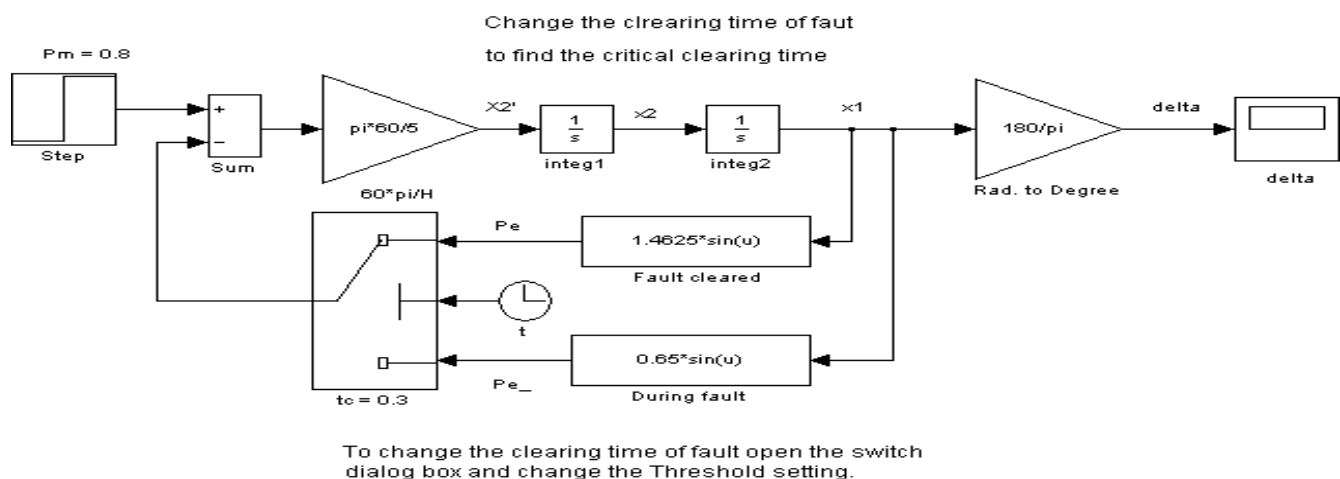 Change the clrearing time of faut
to find the critical clearing time
Pm = 0.8
Step
+
−
Sum
pi*60/5
60*pi/H
X2'
1
s
integ1
x2
1
s
integ2
x1
180/pi
Rad. to Degree
delta
delta
Pe
1.4625*sin(u)
Fault cleared
t
0.65*sin(u)
During fault
Pe_
tc = 0.3
To change the clearing time of fault open the switch
dialog box and change the Threshold setting.